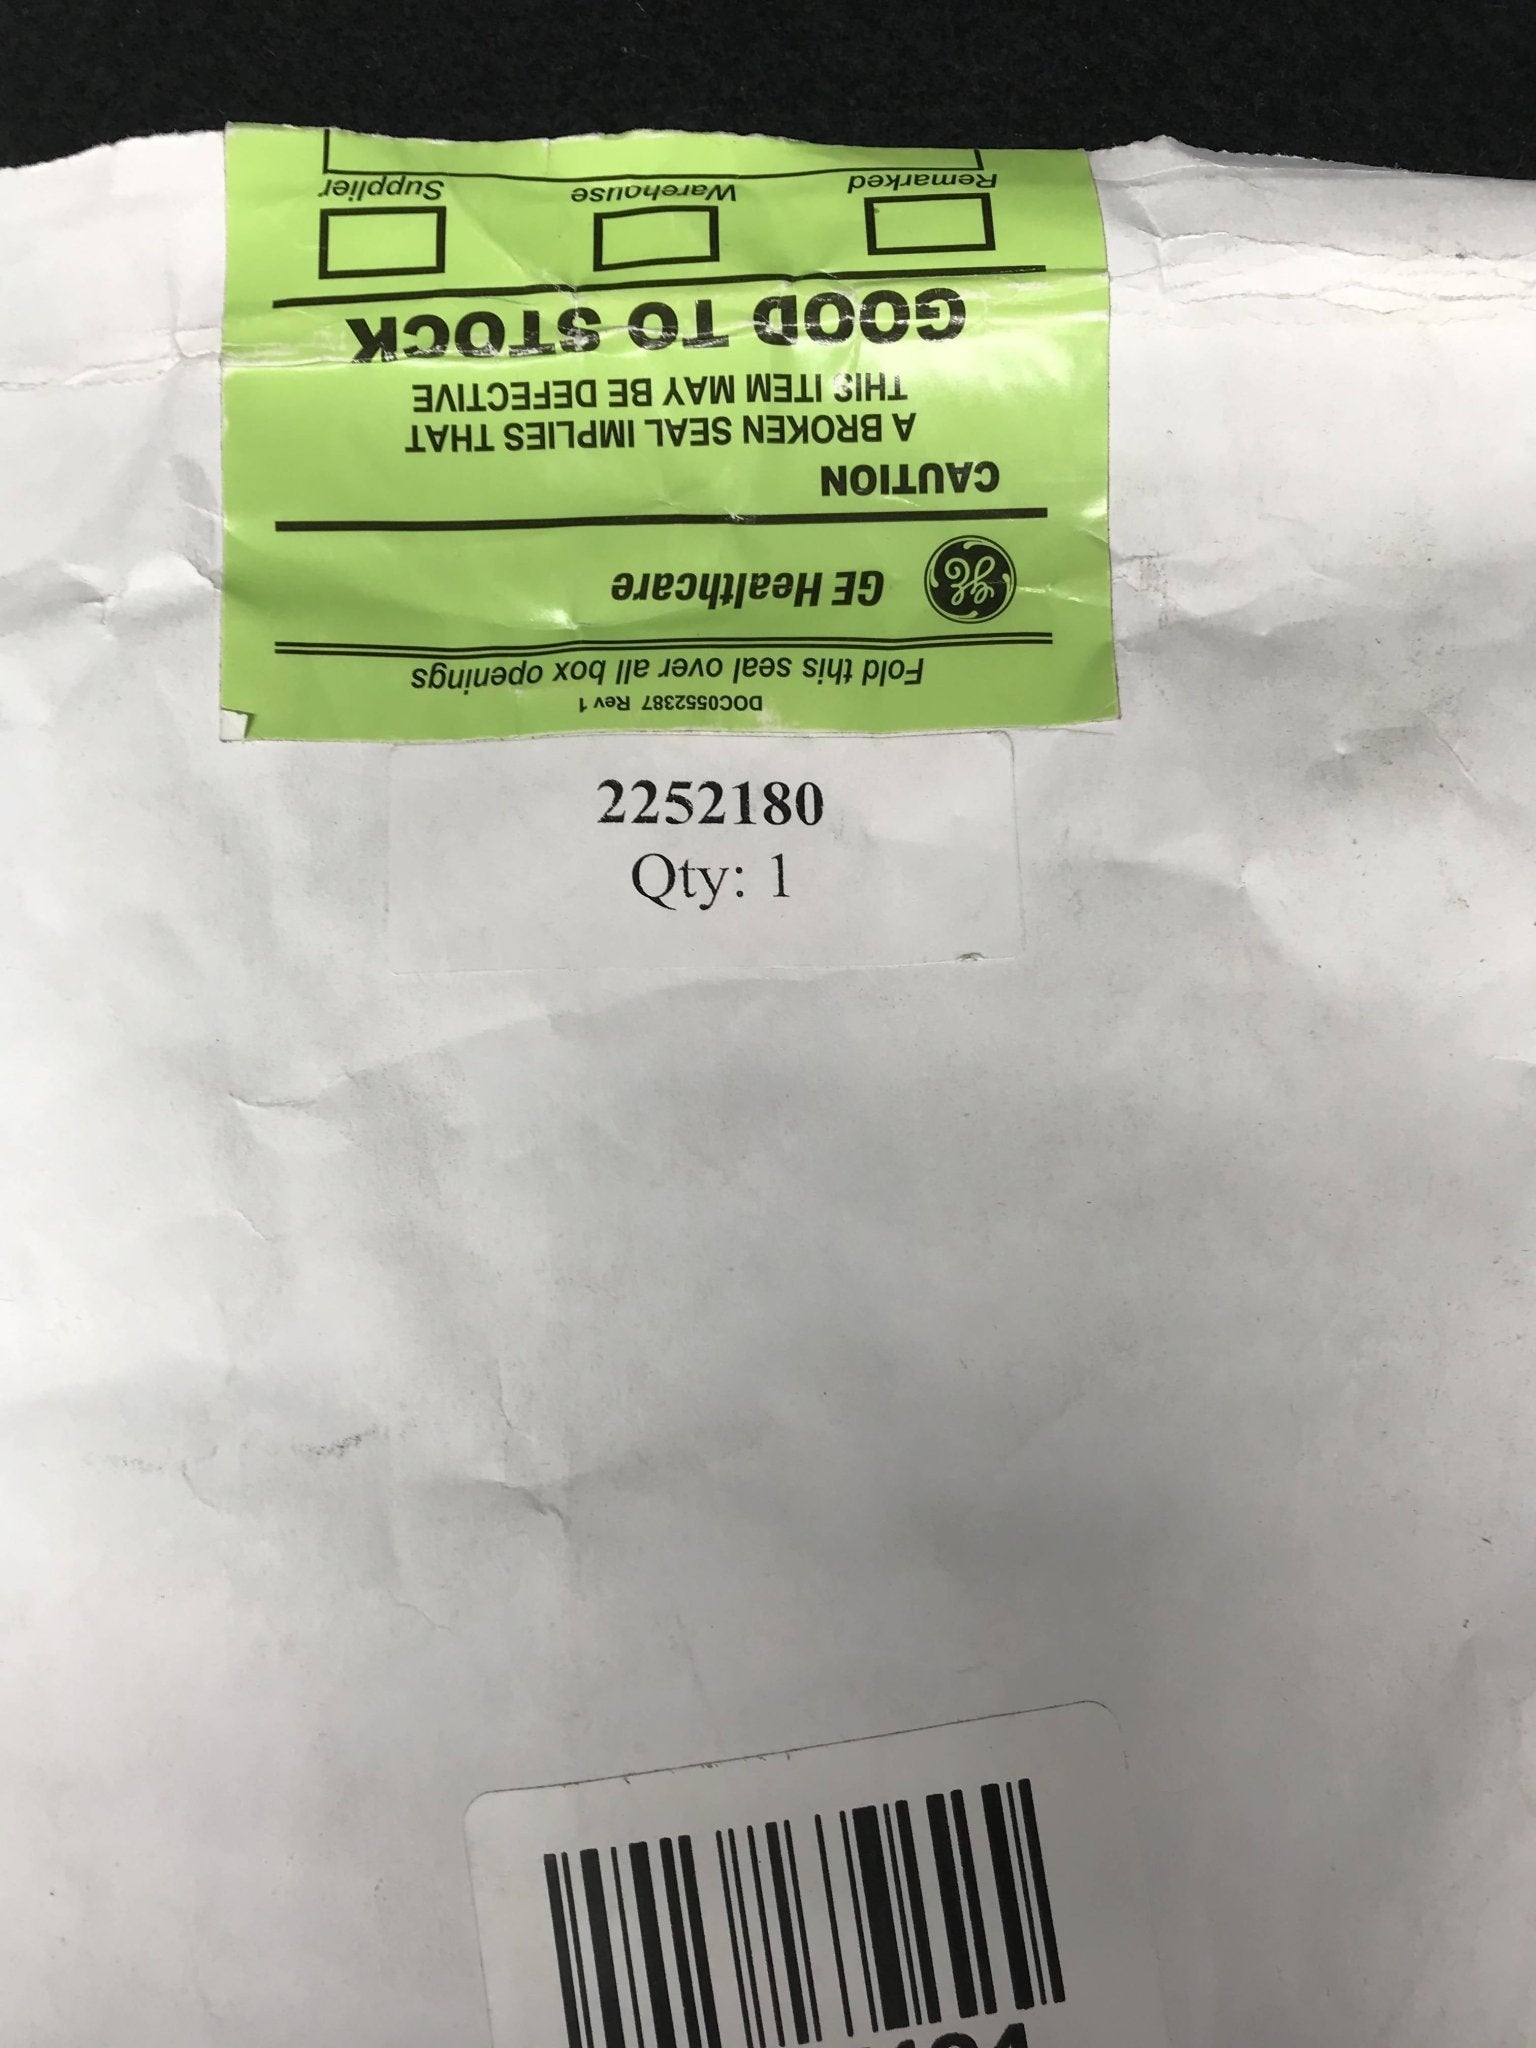 Fold this seal over all box openings
DOC0552387 Rev 1
GE Healthcare
CAUTION
A BROKEN SEAL IMPLIES THAT
THIS ITEM MAY BE DEFECTIVE
GOOD TO STOCK
Remarked Warehouse Supplier
2252180
Qty: 1